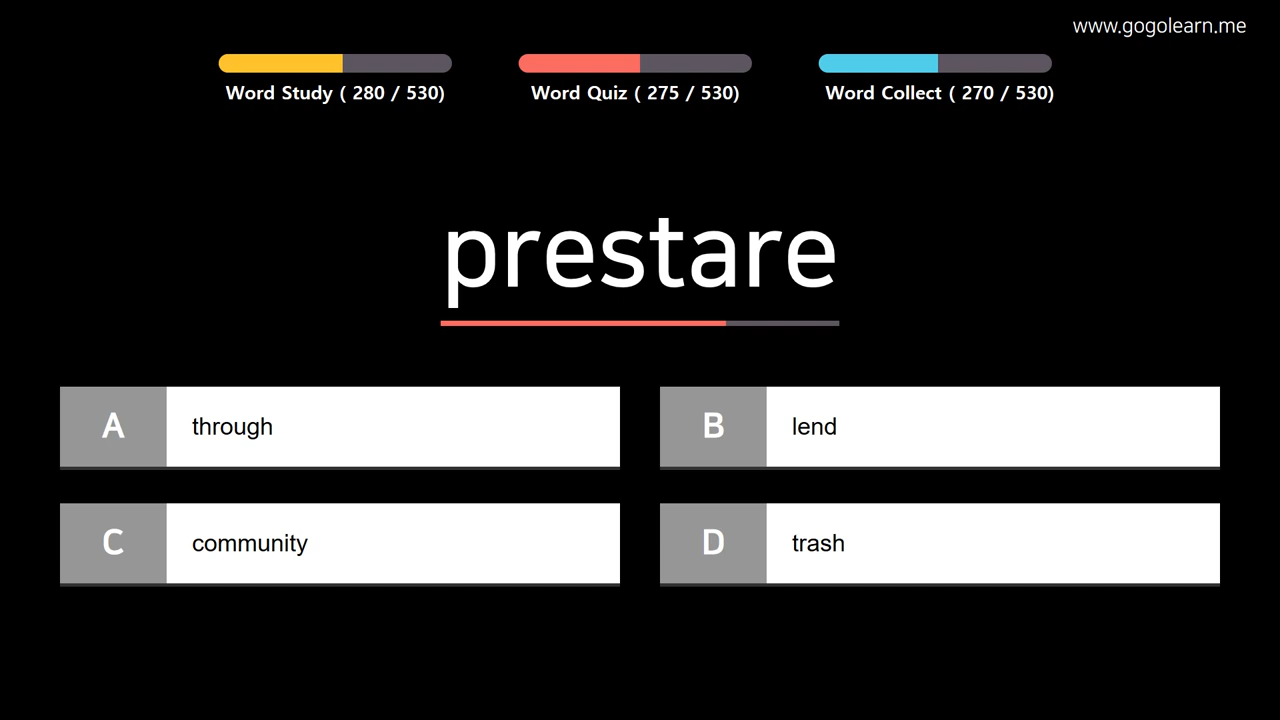 www.gogolearn.me
Word Study ( 280 / 530)
Word Quiz ( 275 / 530)
Word Collect ( 270 / 530)
prestare
A through
B lend
C community
D trash